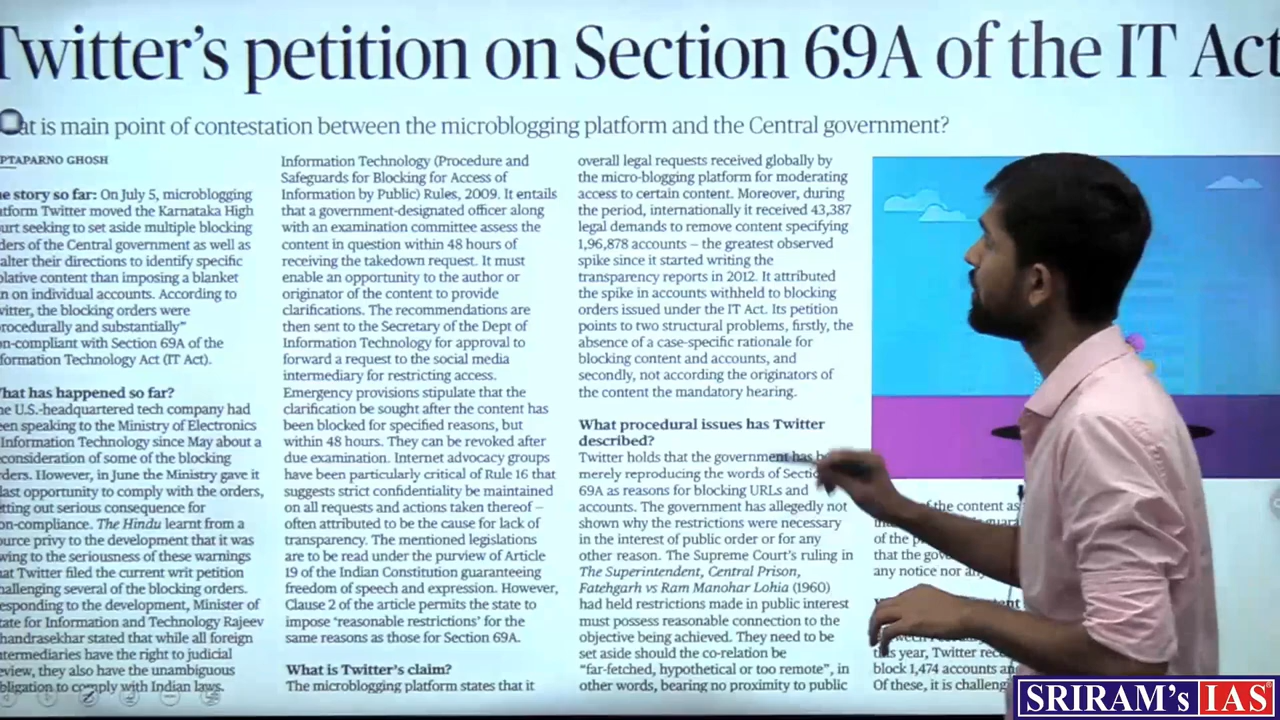 Twitter's petition on Section 69A of the IT Act
at is main point of contestation between the microblogging platform and the Central government?
PTAPARNO GHOSH
e story so far: On July 5, microblogging
tform Twitter moved the Karnataka High
urt seeking to set aside multiple blocking
ders of the Central government as well as
alter their directions to identify specific
olative content than imposing a blanket
n on individual accounts. According to
witter, the blocking orders were
rocedurally and substantially"
on-compliant with Section 69A of the
formation Technology Act (IT Act).
hat has happened so far?
e U.S.-headquartered tech company had
en speaking to the Ministry of Electronics
Information Technology since May about a
consideration of some of the blocking
ders. However, in June the Ministry gave it
last opportunity to comply with the orders,
tting out serious consequence for
on-compliance. The Hindu learnt from a
ource privy to the development that it was
wing to the seriousness of these warnings
at Twitter filed the current writ petition
hallenging several of the blocking orders.
esponding to the development, Minister of
tate for Information and Technology Rajeev
handrasekhar stated that while all foreign
termediaries have the right to judicial
eview, they also have the unambiguous
bligation to comply with Indian laws.
Information Technology (Procedure and
Safeguards for Blocking for Access of
Information by Public) Rules, 2009. It entails
that a government-designated officer along
with an examination committee assess the
content in question within 48 hours of
receiving the takedown request. It must
enable an opportunity to the author or
originator of the content to provide
clarifications. The recommendations are
then sent to the Secretary of the Dept of
Information Technology for approval to
forward a request to the social media
intermediary for restricting access.
Emergency provisions stipulate that the
clarification be sought after the content has
been blocked for specified reasons, but
within 48 hours. They can be revoked after
due examination. Internet advocacy groups
have been particularly critical of Rule 16 that
suggests strict confidentiality be maintained
on all requests and actions taken thereof –
often attributed to be the cause for lack of
transparency. The mentioned legislations
are to be read under the purview of Article
19 of the Indian Constitution guaranteeing
freedom of speech and expression. However,
Clause 2 of the article permits the state to
impose 'reasonable restrictions' for the
same reasons as those for Section 69A.
What is Twitter's claim?
The microblogging platform states that it
overall legal requests received globally by
the micro-blogging platform for moderating
access to certain content. Moreover, during
the period, internationally it received 43,387
legal demands to remove content specifying
1,96,878 accounts – the greatest observed
spike since it started writing the
transparency reports in 2012. It attributed
the spike in accounts withheld to blocking
orders issued under the IT Act. Its petition
points to two structural problems, firstly, the
absence of a case-specific rationale for
blocking content and accounts, and
secondly, not according the originators of
the content the mandatory hearing.
What procedural issues has Twitter
described?
Twitter holds that the government has b
merely reproducing the words of Sectio
69A as reasons for blocking URLs and
accounts. The government has allegedly not
shown why the restrictions were necessary
in the interest of public order or for any
other reason. The Supreme Court's ruling in
The Superintendent, Central Prison,
Fatehgarh vs Ram Manohar Lohia (1960)
had held restrictions made in public interest
must possess reasonable connection to the
objective being achieved. They need to be
set aside should the co-relation be
"far-fetched, hypothetical or too remote", in
other words, bearing no proximity to public
of the content as
of the p
that the gov
any notice nor an
this year, Twitter rece
block 1,474 accounts an
Of these, it is challeng
SRIRAM's IAS